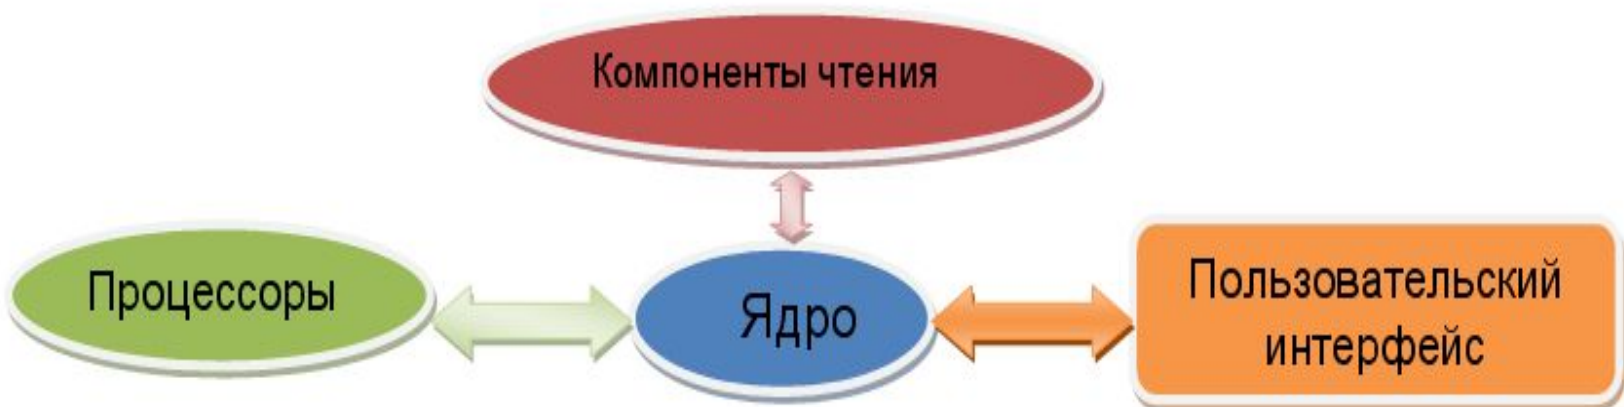 Компоненты чтения
Процессоры
Ядро
Пользовательский
интерфейс